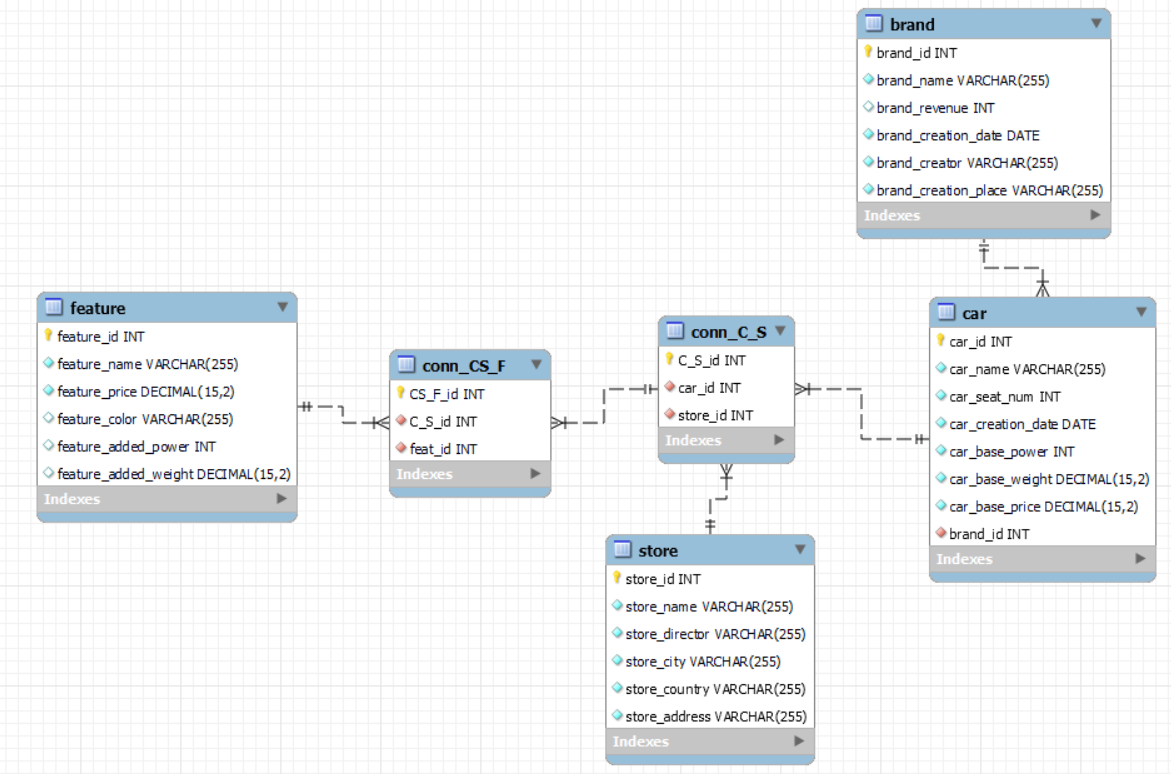 brand
brand_id INT
brand_name VARCHAR(255)
brand_revenue INT
brand_creation_date DATE
brand_creator VARCHAR(255)
brand_creation_place VARCHAR(255)
Indexes
feature
feature_id INT
feature_name VARCHAR(255)
feature_price DECIMAL(15,2)
feature_color VARCHAR(255)
feature_added_power INT
feature_added_weight DECIMAL(15,2)
Indexes
conn_CS_F
CS_F_id INT
C_S_id INT
feat_id INT
Indexes
conn_C_S
C_S_id INT
car_id INT
store_id INT
Indexes
car
car_id INT
car_name VARCHAR(255)
car_seat_num INT
car_creation_date DATE
car_base_power INT
car_base_weight DECIMAL(15,2)
car_base_price DECIMAL(15,2)
brand_id INT
Indexes
store
store_id INT
store_name VARCHAR(255)
store_director VARCHAR(255)
store_city VARCHAR(255)
store_country VARCHAR(255)
store_address VARCHAR(255)
Indexes